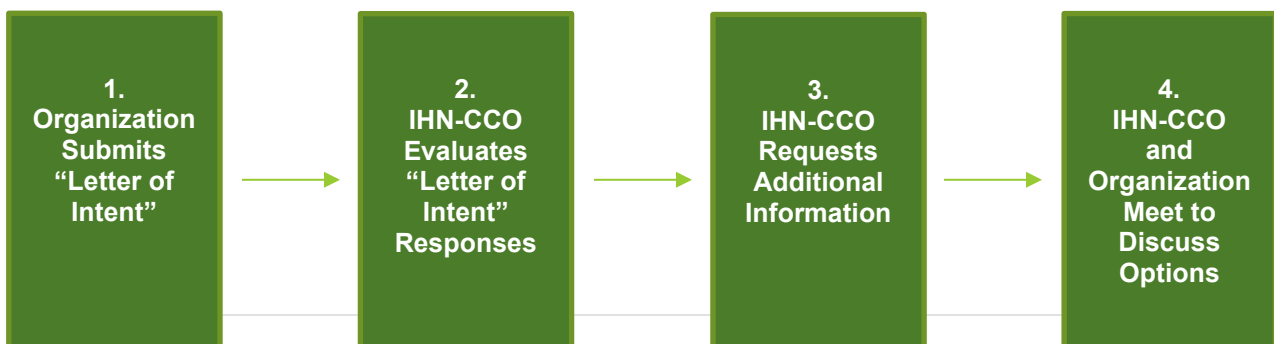 1.
Organization
Submits
“Letter of
Intent”
2.
IHN-CCO
Evaluates
“Letter of
Intent”
Responses
3.
IHN-CCO
Requests
Additional
Information
4.
IHN-CCO
and
Organization
Meet to
Discuss
Options